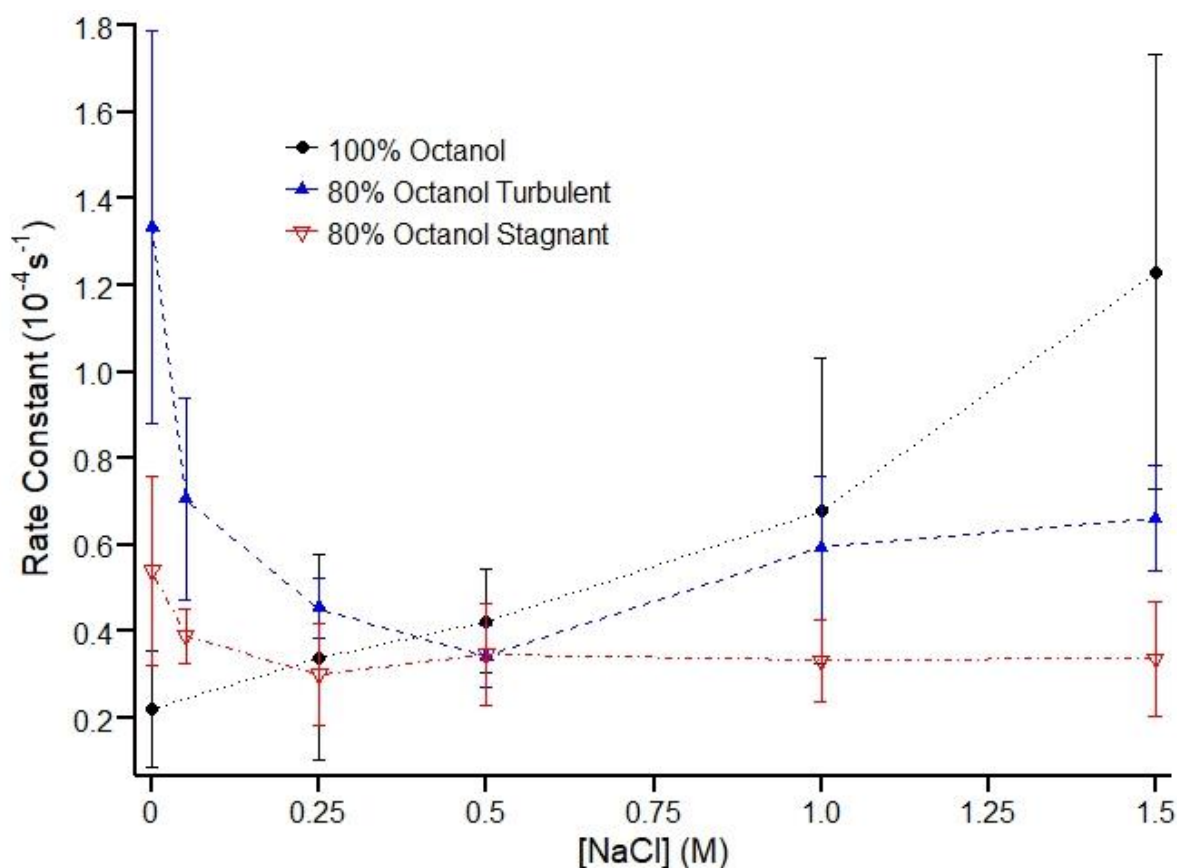 1.8
1.6
1.4
1.2
1.0
0.8
0.6
0.4
0.2
Rate Constant (10⁻⁴s⁻¹)
100% Octanol
80% Octanol Turbulent
80% Octanol Stagnant
0 0.25 0.5 0.75 1.0 1.25 1.5
[NaCl] (M)